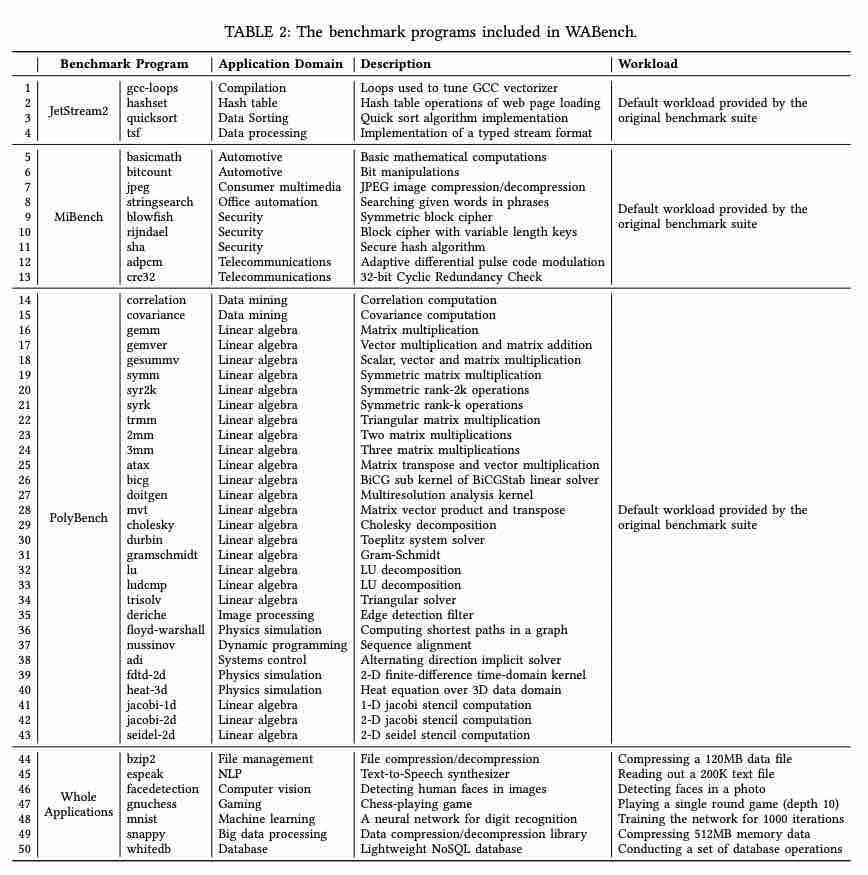 TABLE 2: The benchmark programs included in WABench.
Benchmark Program Application Domain Description Workload
1 gcc-loops Compilation Loops used to tune GCC vectorizer
2 hashset Hash table Hash table operations of web page loading
3 quicksort Data Sorting Quick sort algorithm implementation
4 tsf Data processing Implementation of a typed stream format
JetStream2
Default workload provided by the
original benchmark suite
5 basicmath Automotive Basic mathematical computations
6 bitcount Automotive Bit manipulations
7 jpeg Consumer multimedia JPEG image compression/decompression
8 stringsearch Office automation Searching given words in phrases
9 blowfish Security Symmetric block cipher
10 rijndael Security Block cipher with variable length keys
11 sha Security Secure hash algorithm
12 adpcm Telecommunications Adaptive differential pulse code modulation
13 crc32 Telecommunications 32-bit Cyclic Redundancy Check
MiBench
Default workload provided by the
original benchmark suite
14 correlation Data mining Correlation computation
15 covariance Data mining Covariance computation
16 gemm Linear algebra Matrix multiplication
17 gemver Linear algebra Vector multiplication and matrix addition
18 gesummv Linear algebra Scalar, vector and matrix multiplication
19 symm Linear algebra Symmetric matrix multiplication
20 syr2k Linear algebra Symmetric rank-2k operations
21 syrk Linear algebra Symmetric rank-k operations
22 trmm Linear algebra Triangular matrix multiplication
23 2mm Linear algebra Two matrix multiplications
24 3mm Linear algebra Three matrix multiplications
25 atax Linear algebra Matrix transpose and vector multiplication
26 bicg Linear algebra BiCG sub kernel of BiCGStab linear solver
27 doitgen Linear algebra Multiresolution analysis kernel
28 mvt Linear algebra Matrix vector product and transpose
29 cholesky Linear algebra Cholesky decomposition
30 durbin Linear algebra Toeplitz system solver
31 gramschmidt Linear algebra Gram-Schmidt
32 lu Linear algebra LU decomposition
33 ludcmp Linear algebra LU decomposition
34 trisolv Linear algebra Triangular solver
35 deriche Image processing Edge detection filter
36 floyd-warshall Physics simulation Computing shortest paths in a graph
37 nussinov Dynamic programming Sequence alignment
38 adi Systems control Alternating direction implicit solver
39 fdtd-2d Physics simulation 2-D finite-difference time-domain kernel
40 heat-3d Physics simulation Heat equation over 3D data domain
41 jacobi-1d Linear algebra 1-D jacobi stencil computation
42 jacobi-2d Linear algebra 2-D jacobi stencil computation
43 seidel-2d Linear algebra 2-D seidel stencil computation
PolyBench
Default workload provided by the
original benchmark suite
44 bzip2 File management File compression/decompression Compressing a 120MB data file
45 espeak NLP Text-to-Speech synthesizer Reading out a 200K text file
46 facedetection Computer vision Detecting human faces in images Detecting faces in a photo
47 gnuchess Gaming Chess-playing game Playing a single round game (depth 10)
48 mnist Machine learning A neural network for digit recognition Training the network for 1000 iterations
49 snappy Big data processing Data compression/decompression library Compressing 512MB memory data
50 whitedb Database Lightweight NoSQL database Conducting a set of database operations
Whole
Applications